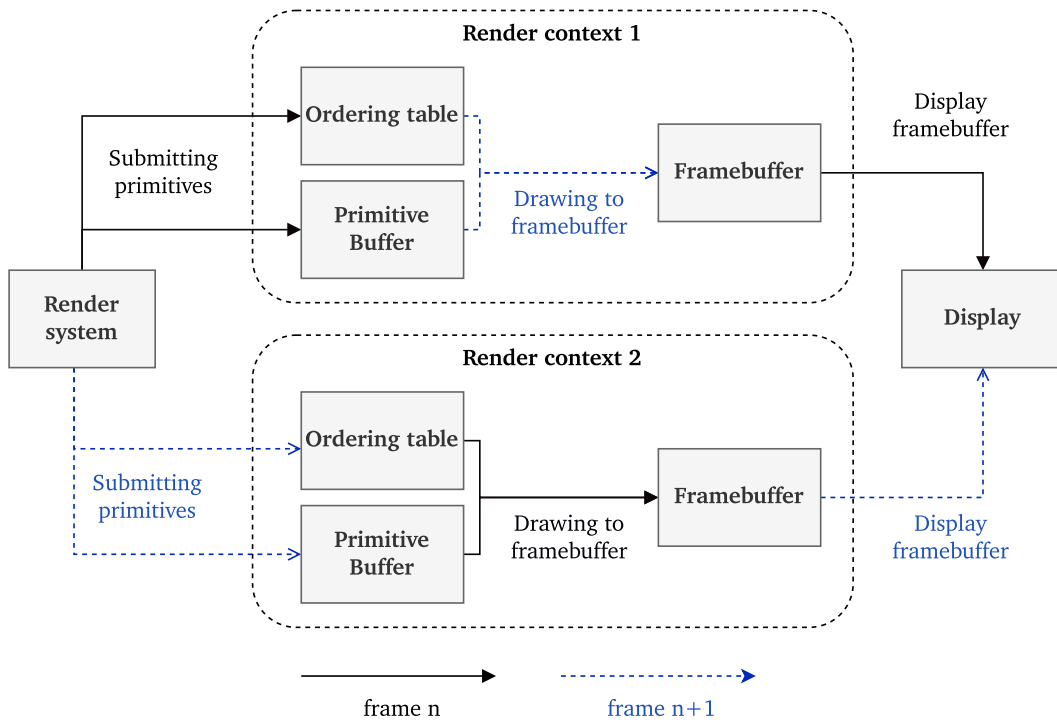 Render context 1
Ordering table
Submitting
primitives
Primitive
Buffer
Drawing to
framebuffer
Framebuffer
Display
framebuffer
Render
system
Display
Render context 2
Ordering table
Submitting
primitives
Primitive
Buffer
Drawing to
framebuffer
Framebuffer
Display
framebuffer
frame n
frame n+1